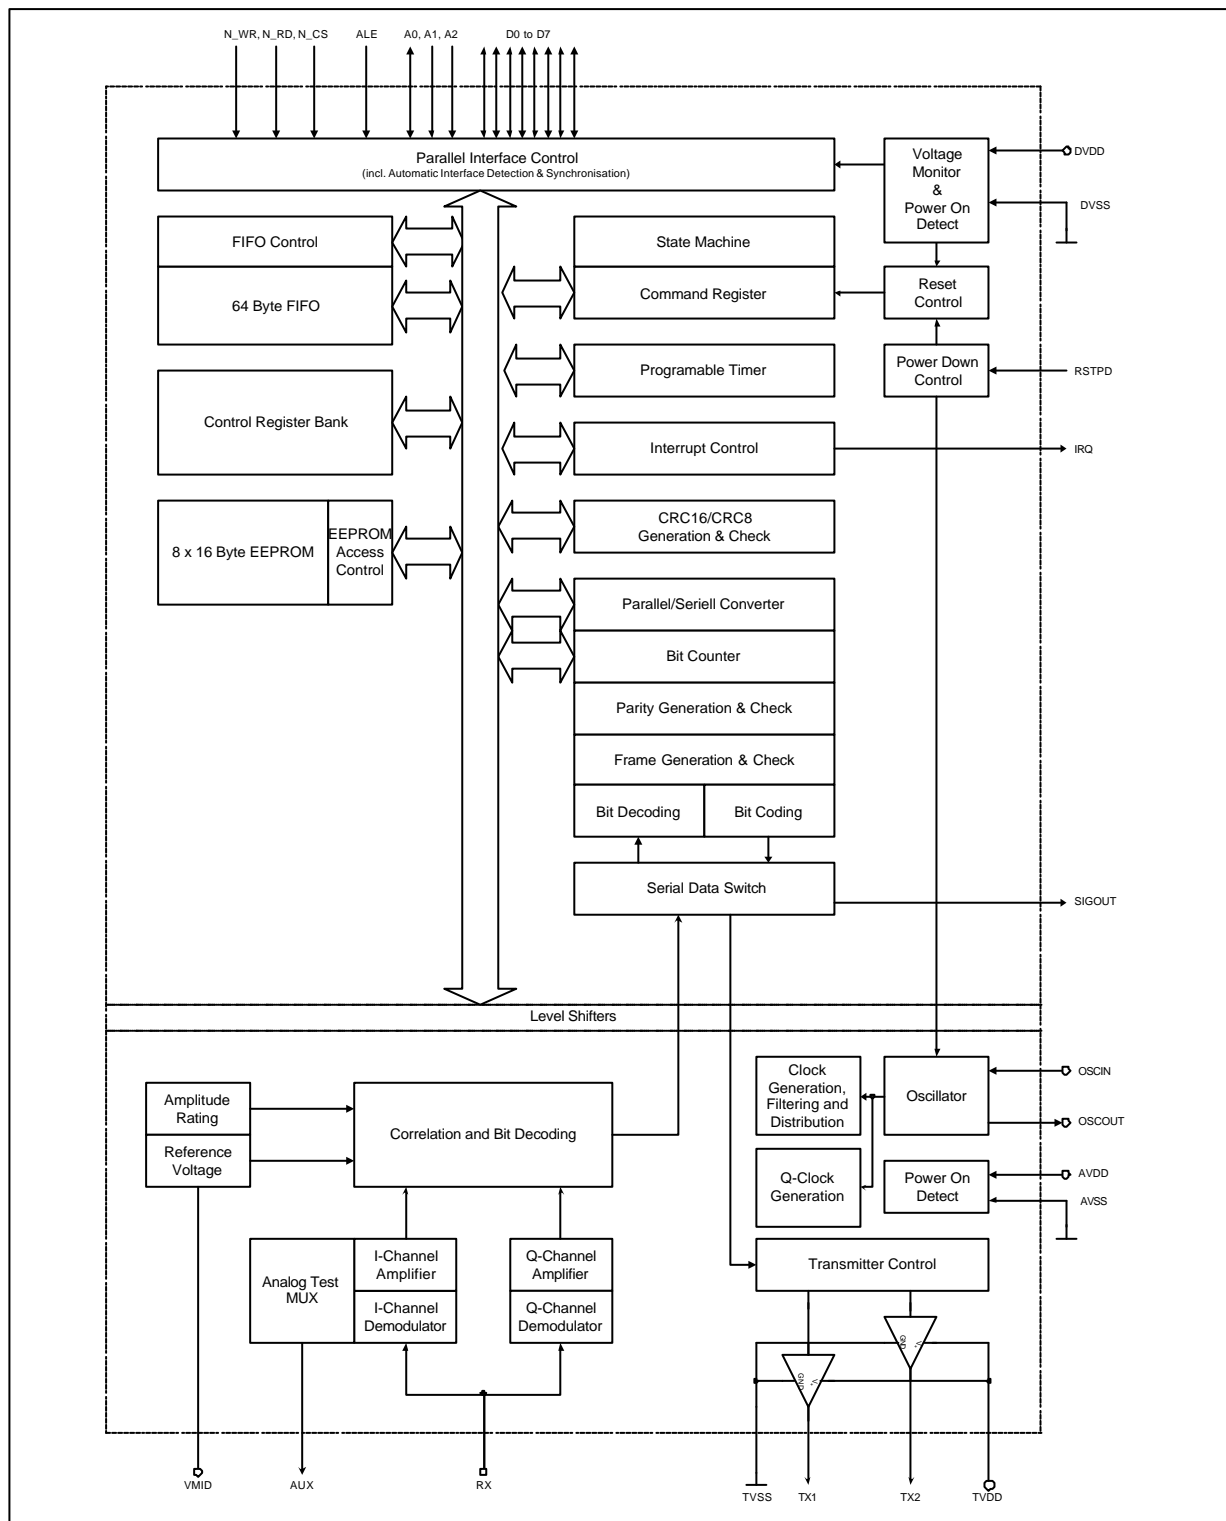 N_WR, N_RD, N_CS
ALE
A0, A1, A2
D0 to D7
Parallel Interface Control
(incl. Automatic Interface Detection & Synchronisation)
Voltage
Monitor
&
Power On
Detect
DVDD
DVSS
FIFO Control
64 Byte FIFO
State Machine
Command Register
Reset
Control
Programable Timer
Power Down
Control
RSTPD
Control Register Bank
Interrupt Control
IRQ
8 x 16 Byte EEPROM
EEPROM
Access
Control
CRC16/CRC8
Generation & Check
Parallel/Seriell Converter
Bit Counter
Parity Generation & Check
Frame Generation & Check
Bit Decoding
Bit Coding
Serial Data Switch
SIGOUT
Level Shifters
Amplitude
Rating
Reference
Voltage
Correlation and Bit Decoding
Clock
Generation,
Filtering and
Distribution
Oscillator
OSCIN
OSCOUT
Q-Clock
Generation
Power On
Detect
AVDD
AVSS
Analog Test
MUX
I-Channel
Amplifier
I-Channel
Demodulator
Q-Channel
Amplifier
Q-Channel
Demodulator
Transmitter Control
GND
V+
GND
V+
VMID
AUX
RX
TVSS
TX1
TX2
TVDD